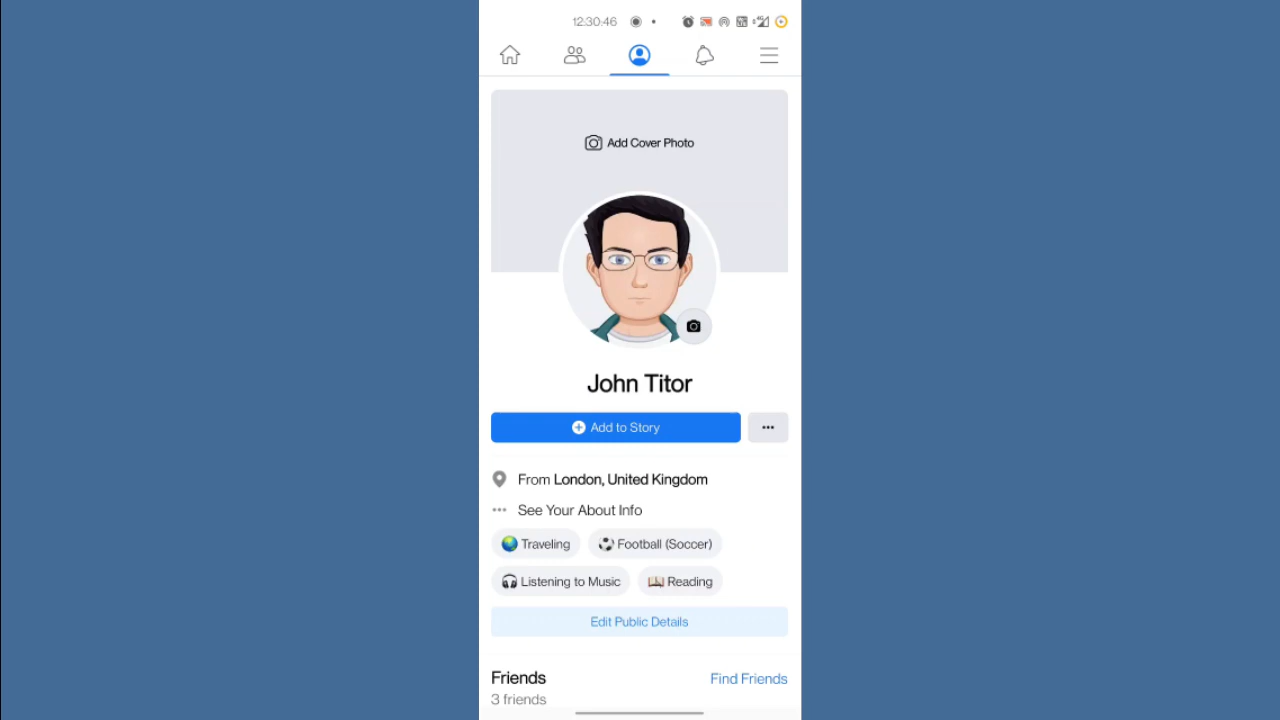 12:30:46
Add Cover Photo
John Titor
Add to Story
From London, United Kingdom
See Your About Info
Traveling Football (Soccer)
Listening to Music Reading
Edit Public Details
Friends Find Friends
3 friends